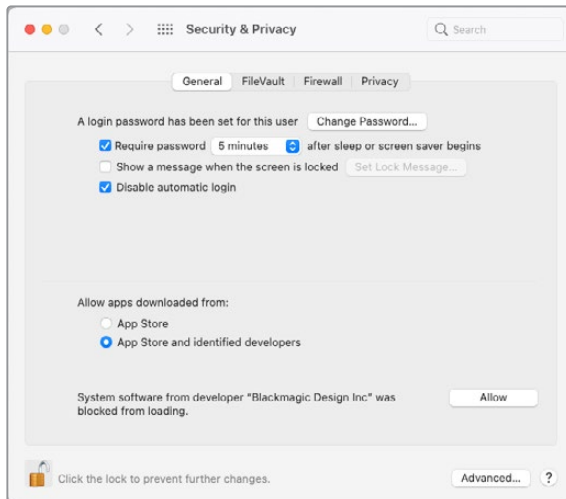 Security & Privacy
Search
General FileVault Firewall Privacy
A login password has been set for this user Change Password...
Require password 5 minutes after sleep or screen saver begins
Show a message when the screen is locked Set Lock Message...
Disable automatic login
Allow apps downloaded from:
App Store
App Store and identified developers
System software from developer "Blackmagic Design Inc" was
blocked from loading.
Allow
Click the lock to prevent further changes.
Advanced... ?